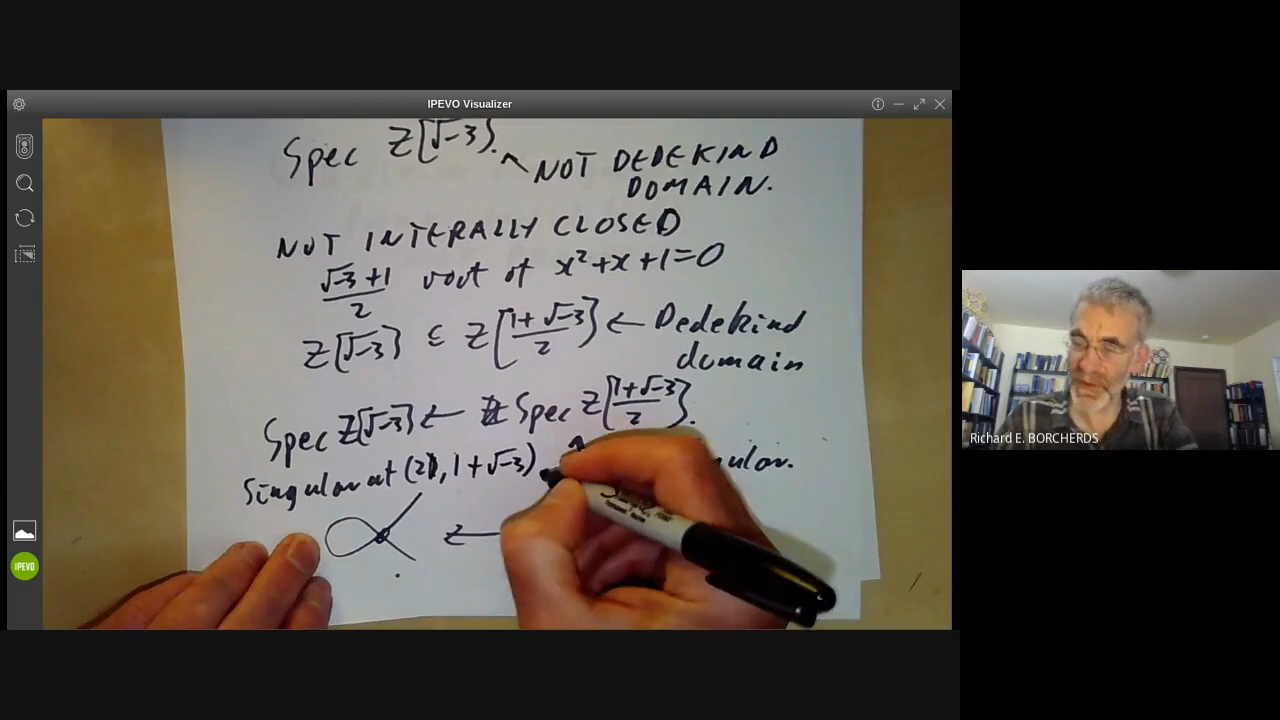 IPEVO Visualizer
Spec Z[√-3].
NOT DEDEKIND
DOMAIN.
NOT INTERALLY CLOSED
√-3 +1
2
root of x²+x+1=0
Z[√-3] ⊆ Z[1+√-3
2
] ← Dedekind
domain
Spec Z[√-3] ← Spec Z[1+√-3
2
].
Singular at (2, 1+√-3)
Richard E. BORCHERDS
IPEVO